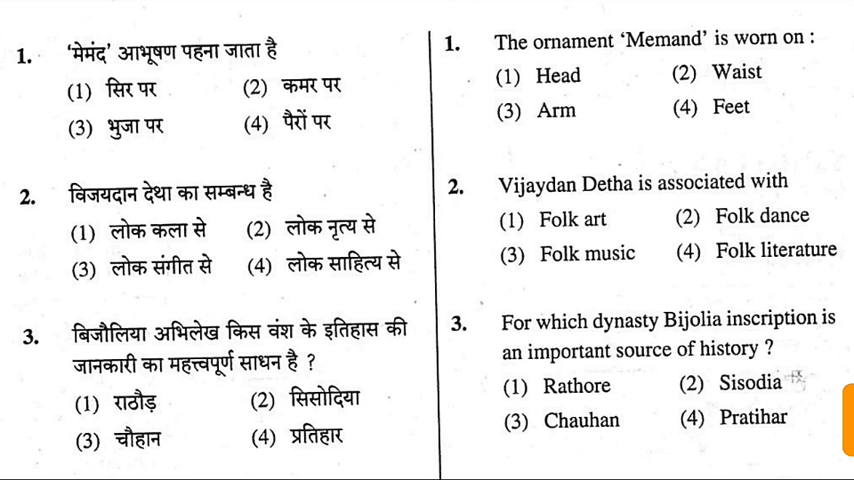 1. 'मेमंद' आभूषण पहना जाता है
(1) सिर पर (2) कमर पर
(3) भुजा पर (4) पैरों पर
2. विजयदान देथा का सम्बन्ध है
(1) लोक कला से (2) लोक नृत्य से
(3) लोक संगीत से (4) लोक साहित्य से
3. बिजौलिया अभिलेख किस वंश के इतिहास की
जानकारी का महत्त्वपूर्ण साधन है ?
(1) राठौड़ (2) सिसोदिया
(3) चौहान (4) प्रतिहार
1. The ornament 'Memand' is worn on :
(1) Head (2) Waist
(3) Arm (4) Feet
2. Vijaydan Detha is associated with
(1) Folk art (2) Folk dance
(3) Folk music (4) Folk literature
3. For which dynasty Bijolia inscription is
an important source of history ?
(1) Rathore (2) Sisodia
(3) Chauhan (4) Pratihar